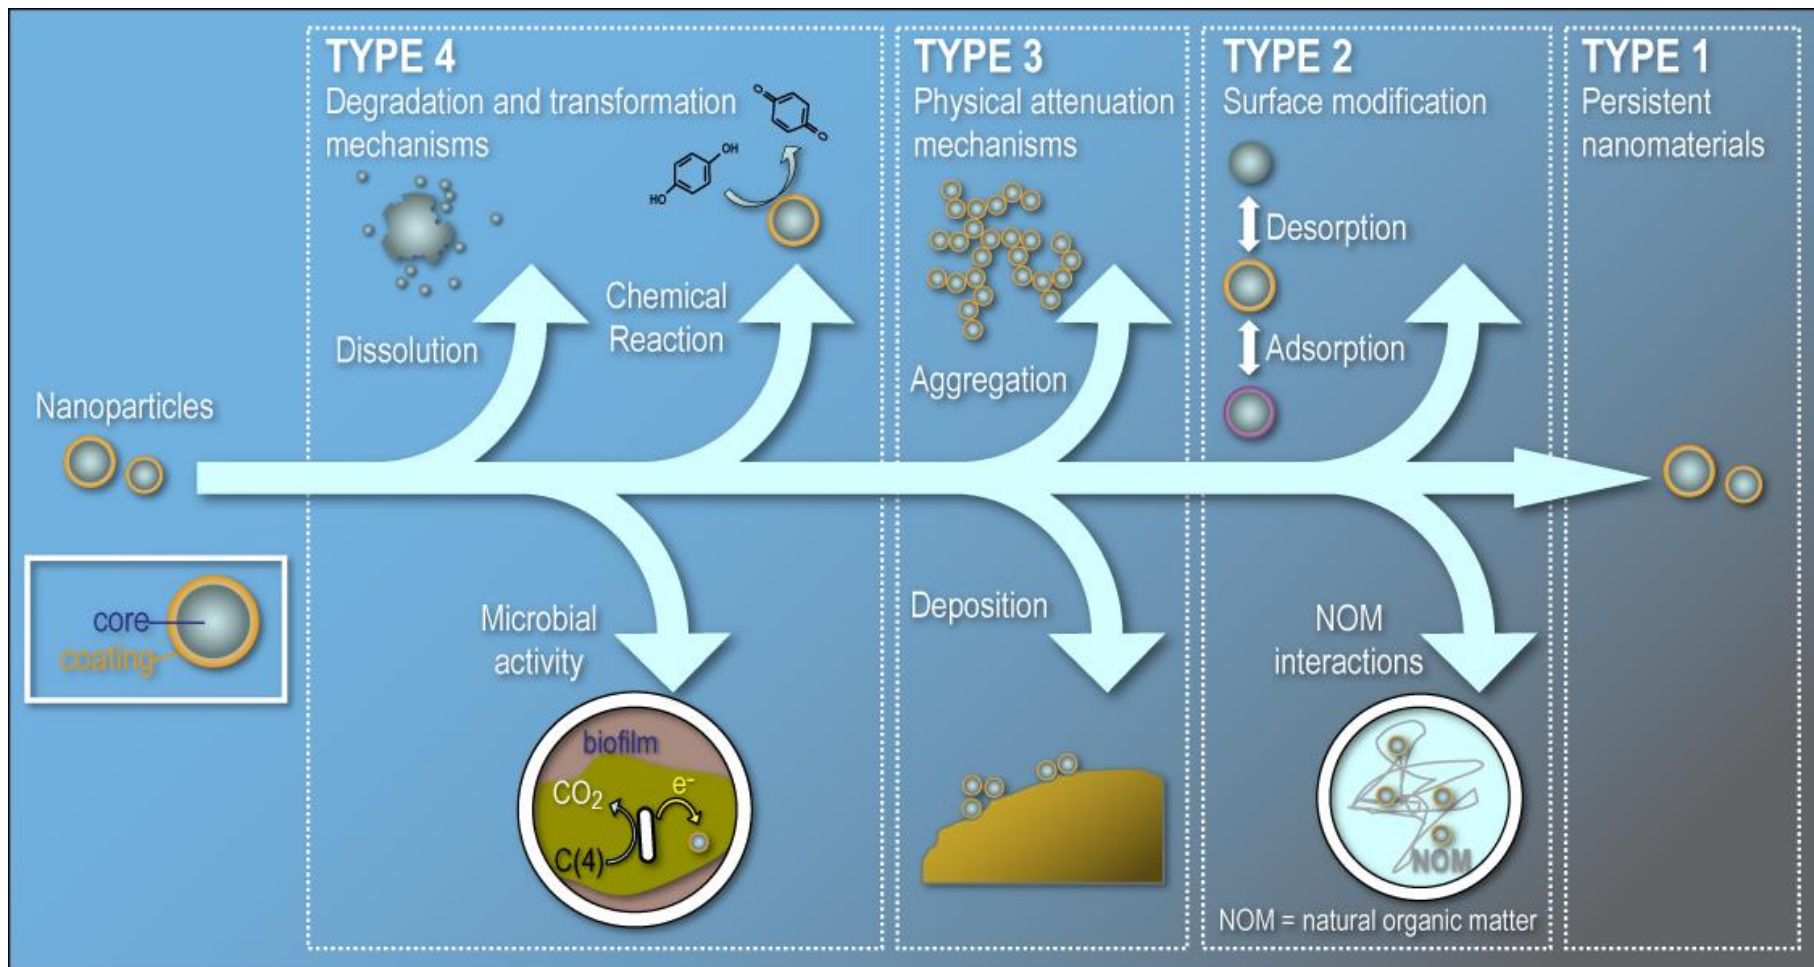 TYPE 4
Degradation and transformation
mechanisms
OH
HO
O
O
Dissolution
Chemical
Reaction
Microbial
activity
biofilm
CO₂
e⁻
C(4)
TYPE 3
Physical attenuation
mechanisms
Aggregation
Deposition
TYPE 2
Surface modification
Desorption
Adsorption
NOM
interactions
NOM
NOM = natural organic matter
TYPE 1
Persistent
nanomaterials
Nanoparticles
core
coating